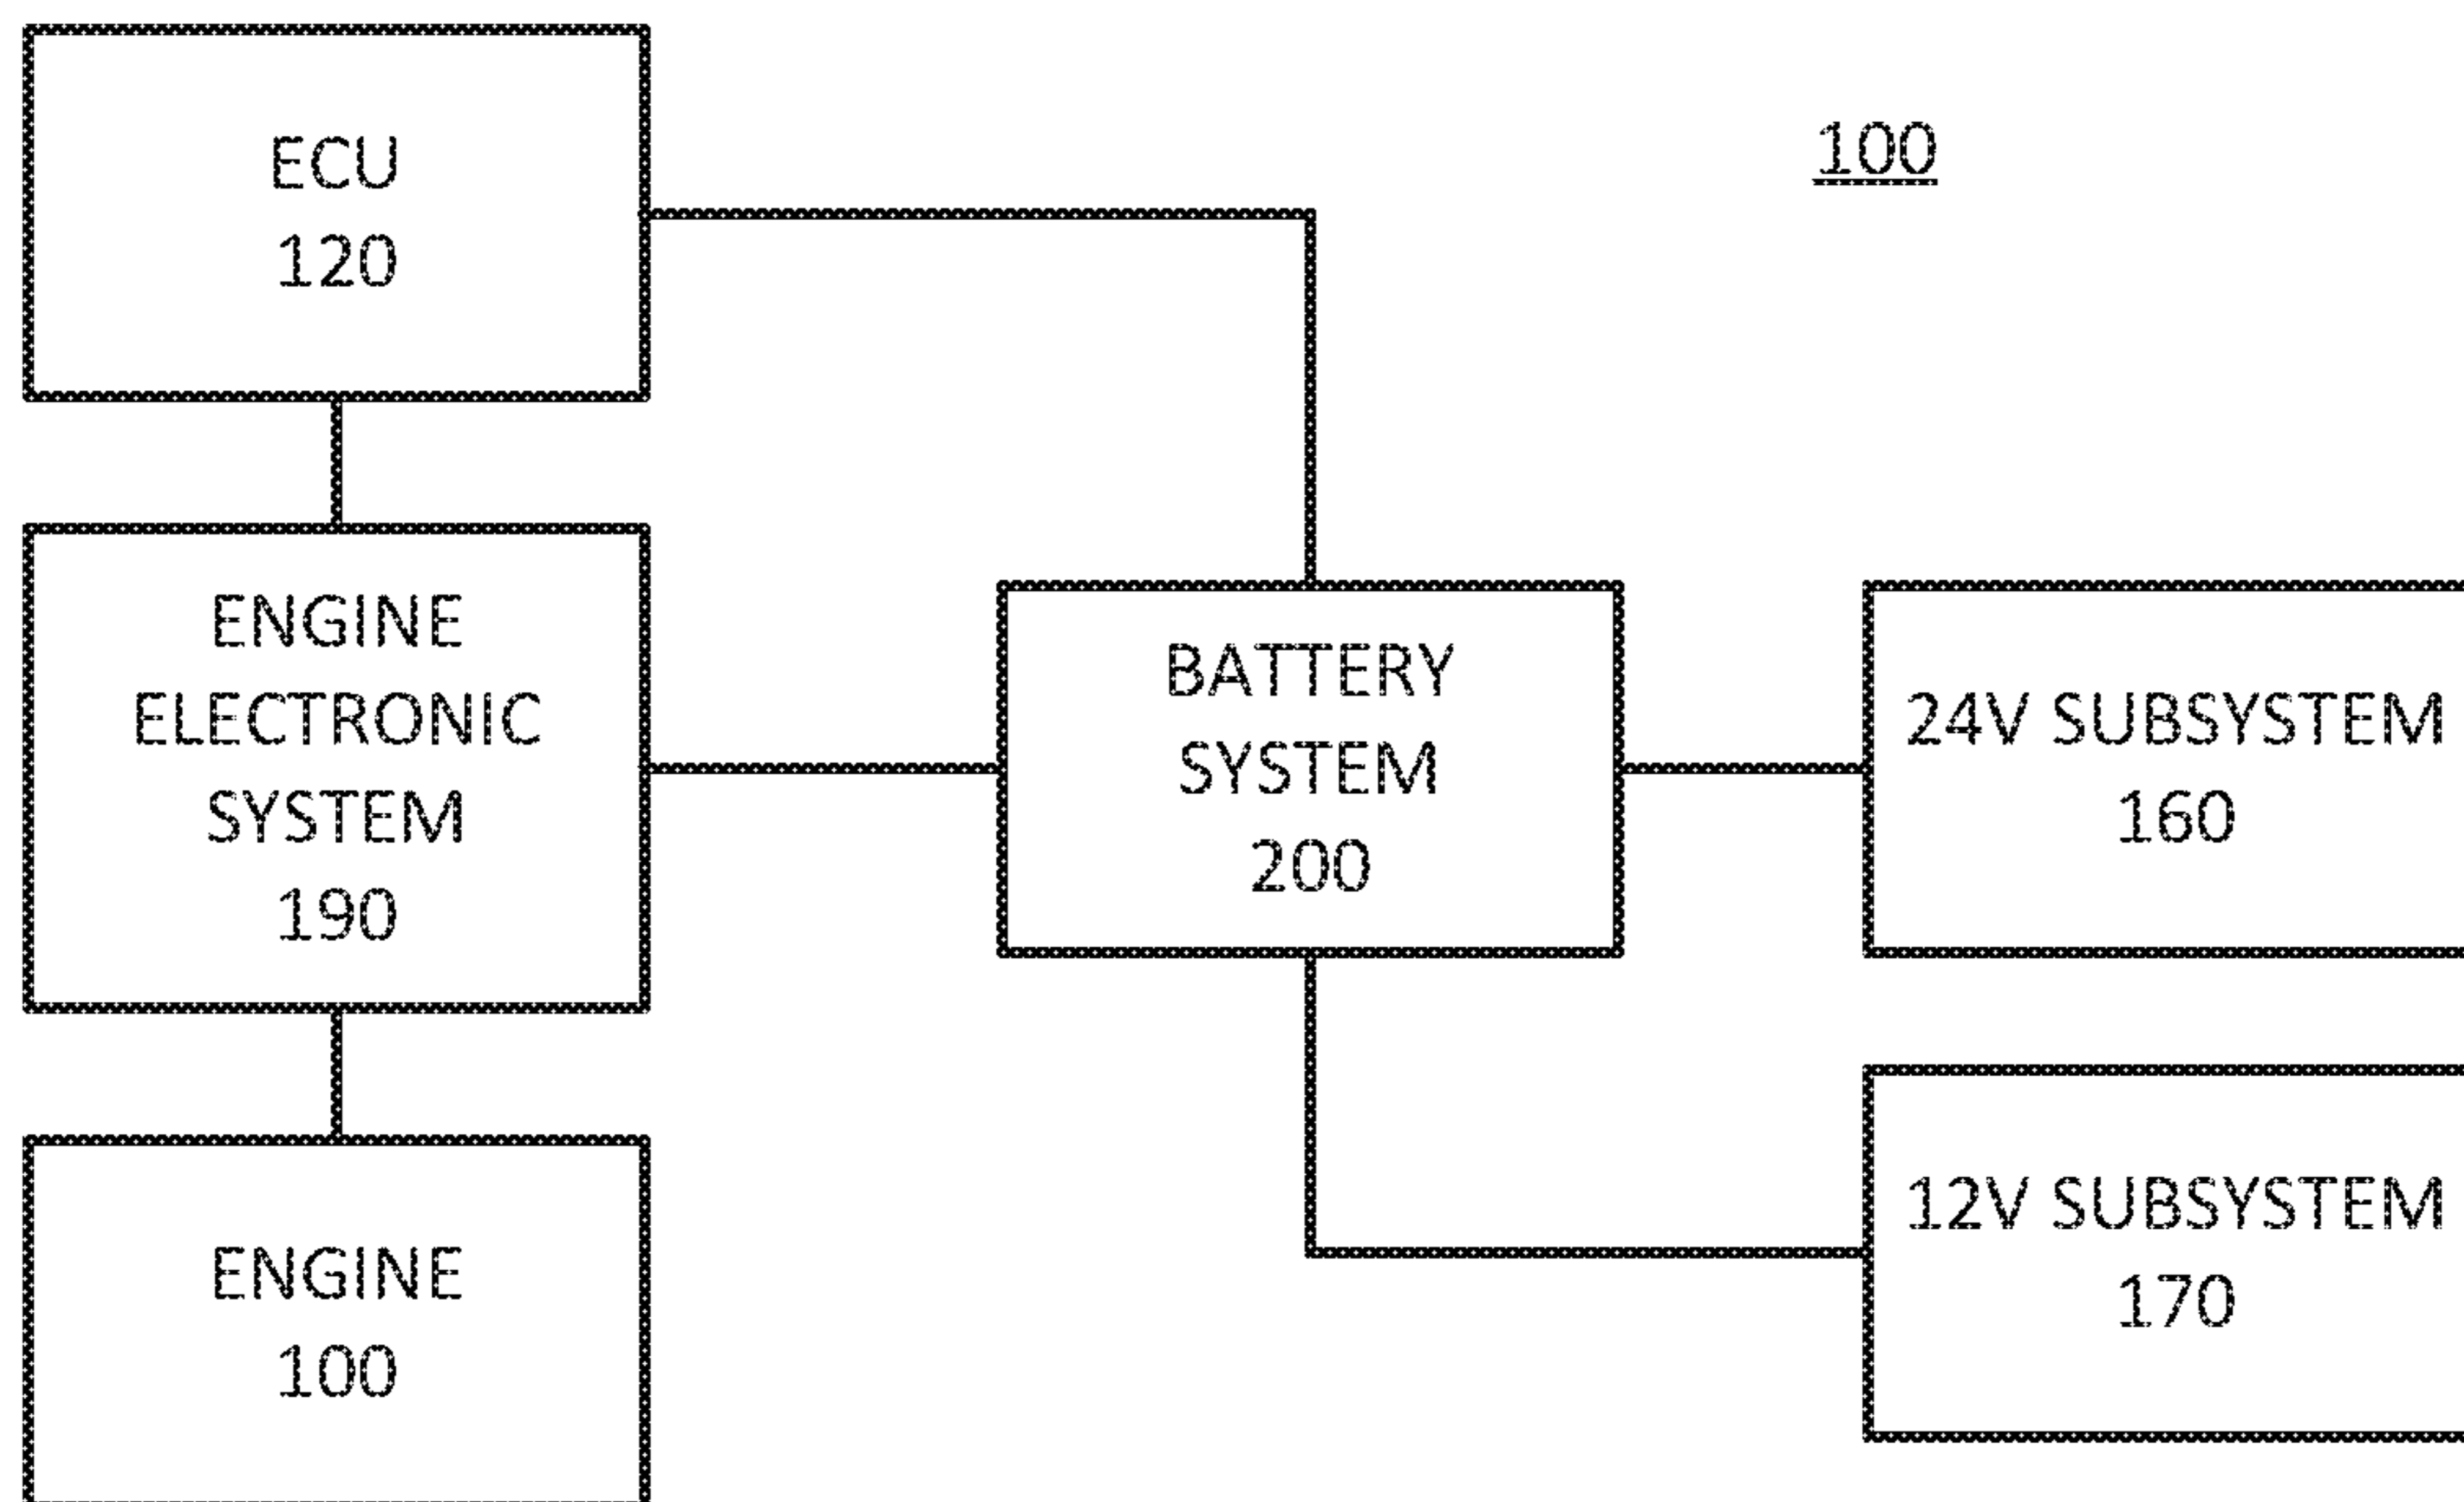 ECU
120
100
ENGINE
ELECTRONIC
SYSTEM
190
BATTERY
SYSTEM
200
24V SUBSYSTEM
160
12V SUBSYSTEM
170
ENGINE
100